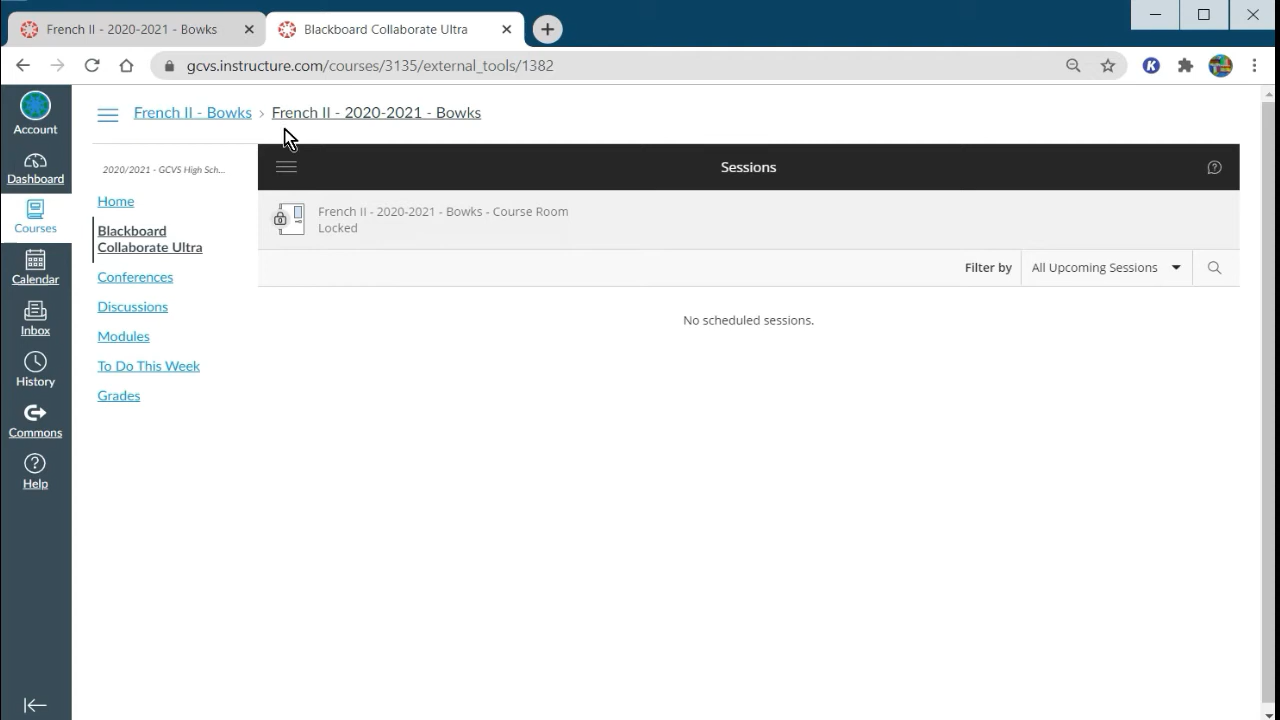 French II - 2020-2021 - Bowks
Blackboard Collaborate Ultra
gcvs.instructure.com/courses/3135/external_tools/1382
K
Account
Dashboard
Courses
Calendar
Inbox
History
Commons
Help
French II - Bowks › French II - 2020-2021 - Bowks
2020/2021 - GCVS High Sch...
Home
Blackboard
Collaborate Ultra
Conferences
Discussions
Modules
To Do This Week
Grades
Sessions
French II - 2020-2021 - Bowks - Course Room
Locked
Filter by All Upcoming Sessions
No scheduled sessions.